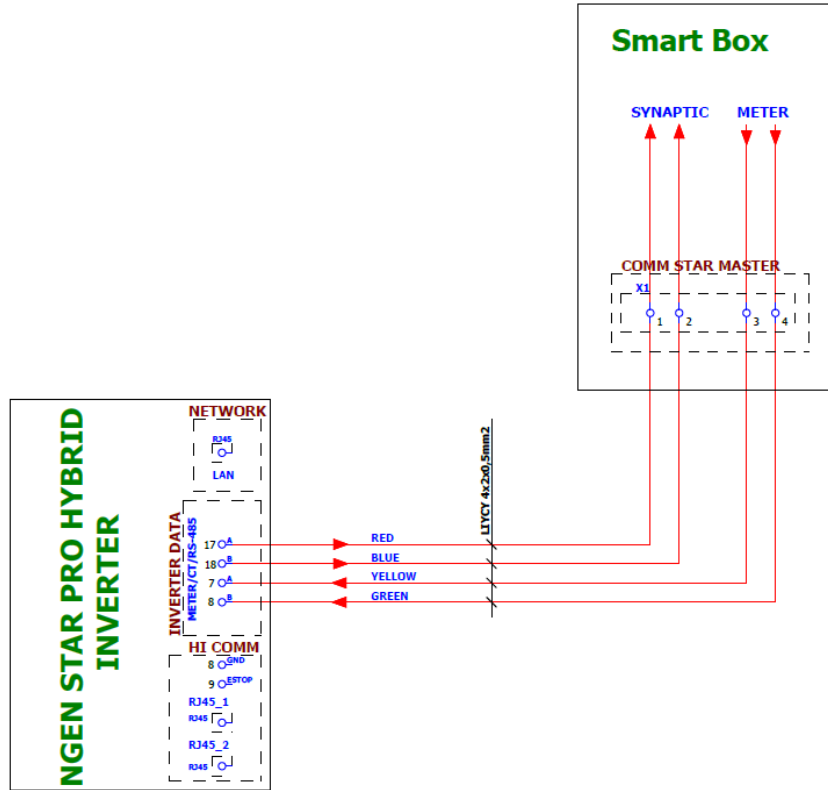 Smart Box
SYNAPTIC METER
COMM STAR MASTER
X1
1 2 3 4
NGEN STAR PRO HYBRID
INVERTER
NETWORK
RJ45
LAN
INVERTER DATA
METER/CT/RS-485
17 A
18 B
7 A
8 B
RED
BLUE
YELLOW
GREEN
LIYCY 4x2x0,5mm2
HI COMM
8 GND
9 ESTOP
RJ45_1
RJ45
RJ45_2
RJ45